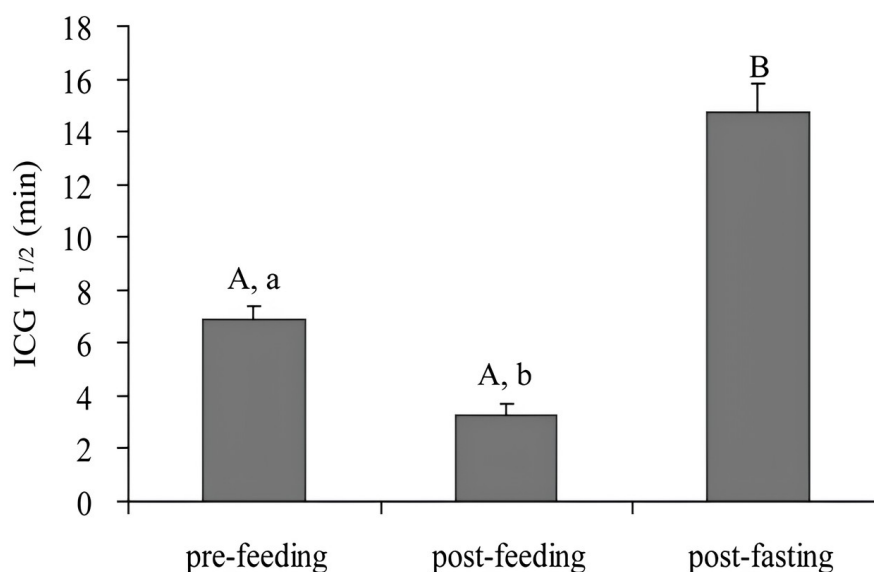 18
16
14
12
10
8
6
4
2
0
ICG T1/2 (min)
A, a
A, b
B
pre-feeding
post-feeding
post-fasting